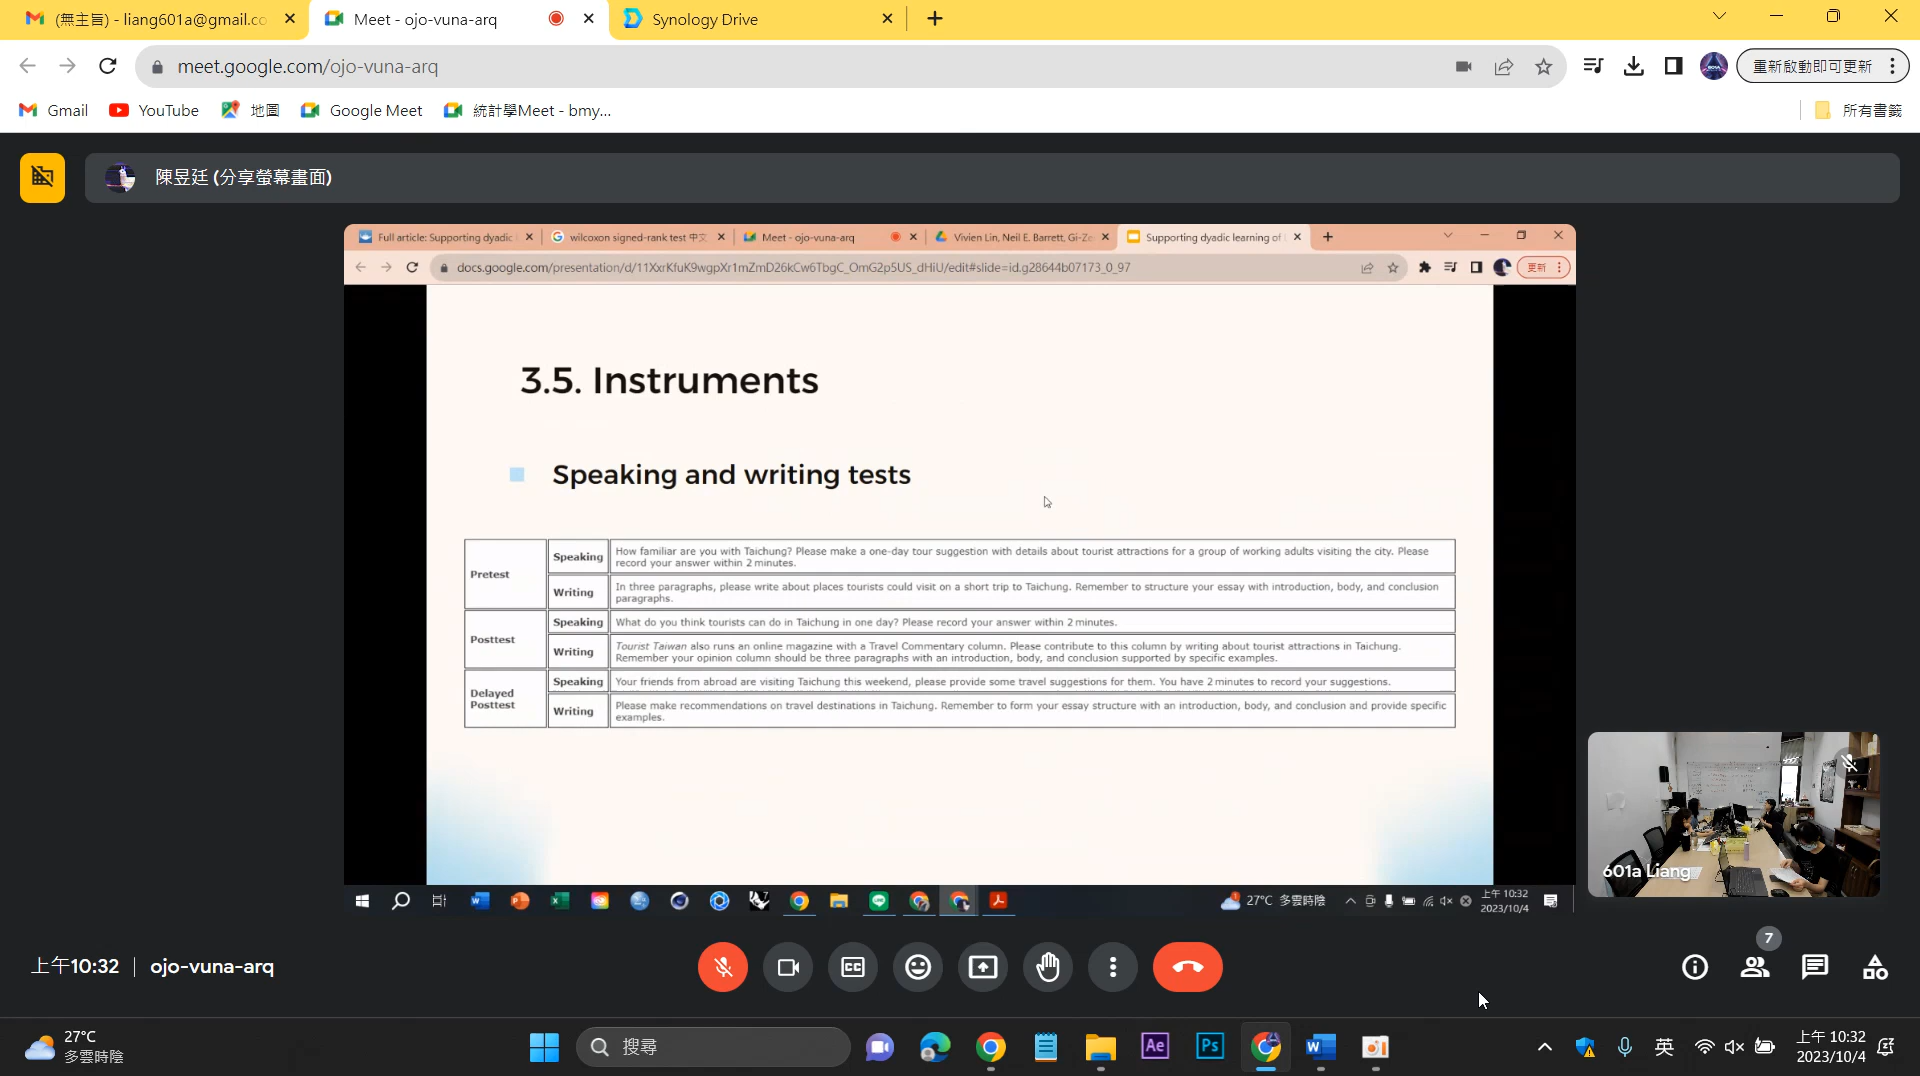 (無主旨) - liang601a@gmail.co
Meet - ojo-vuna-arq
Synology Drive
meet.google.com/ojo-vuna-arq
重新啟動即可更新
Gmail
YouTube
地圖
Google Meet
統計學Meet - bmy...
所有書籤
陳昱廷 (分享螢幕畫面)
Full article: Supporting dyadic
wilcoxon signed-rank test 中文
Meet - ojo-vuna-arq
Vivien Lin, Neil E. Barrett, Gi-Ze
Supporting dyadic learning of
docs.google.com/presentation/d/11XxrKfuK9wgpXr1mZmD26kCw6TbgC_OmG2p5US_dHiU/edit#slide=id.g28644b07173_0_97
更新
3.5. Instruments
Speaking and writing tests
Pretest
Speaking
How familiar are you with Taichung? Please make a one-day tour suggestion with details about tourist attractions for a group of working adults visiting the city. Please
record your answer within 2 minutes.
Writing
In three paragraphs, please write about places tourists could visit on a short trip to Taichung. Remember to structure your essay with introduction, body, and conclusion
paragraphs.
Posttest
Speaking
What do you think tourists can do in Taichung in one day? Please record your answer within 2 minutes.
Writing
Tourist Taiwan also runs an online magazine with a Travel Commentary column. Please contribute to this column by writing about tourist attractions in Taichung.
Remember your opinion column should be three paragraphs with an introduction, body, and conclusion supported by specific examples.
Delayed
Posttest
Speaking
Your friends from abroad are visiting Taichung this weekend, please provide some travel suggestions for them. You have 2 minutes to record your suggestions.
Writing
Please make recommendations on travel destinations in Taichung. Remember to form your essay structure with an introduction, body, and conclusion and provide specific
examples.
601a Liang
27°C 多雲時陰
上午 10:32
2023/10/4
上午10:32
ojo-vuna-arq
7
27°C
多雲時陰
搜尋
Ae
Ps
英
上午 10:32
2023/10/4